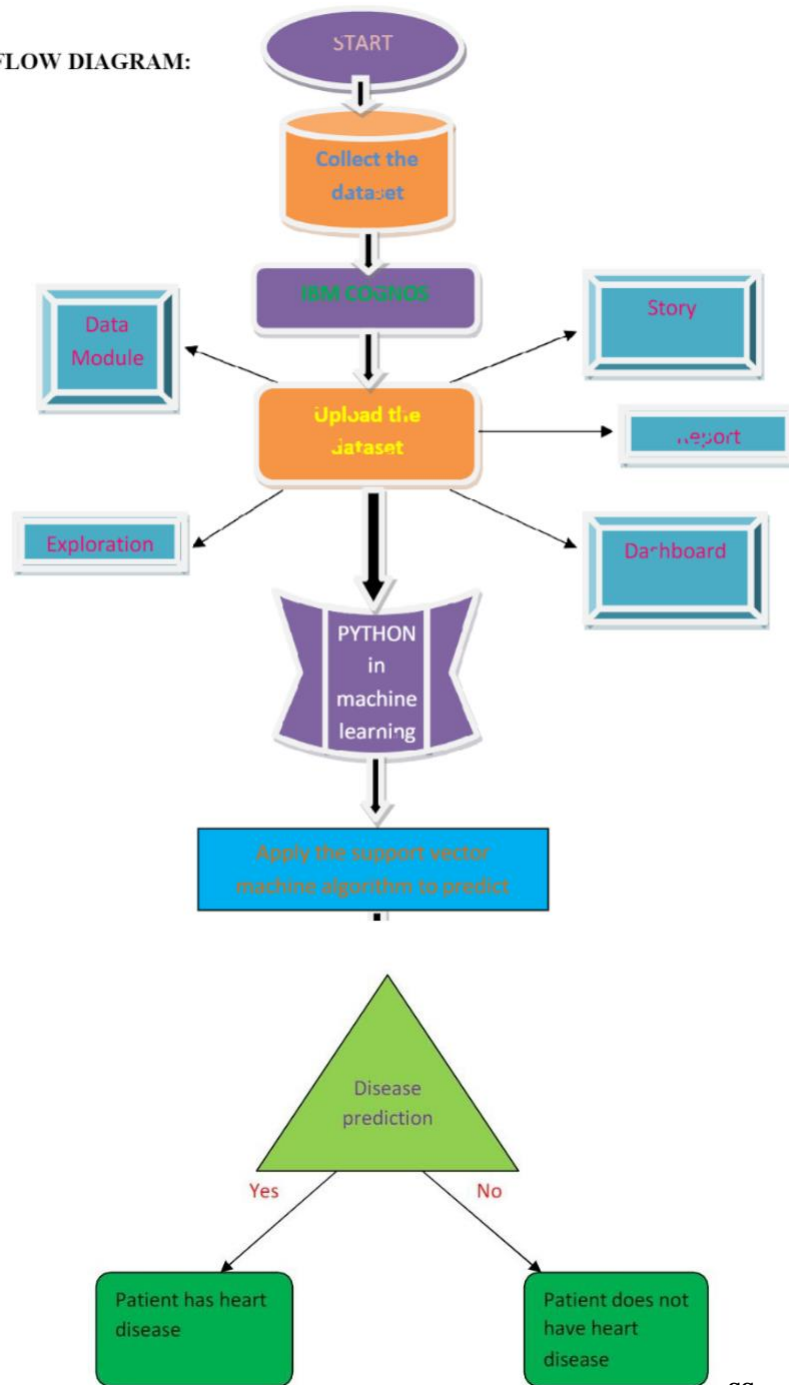 FLOW DIAGRAM:
START
Collect the
dataset
IBM COGNOS
Data
Module
Story
Upload the
dataset
Report
Exploration
Dashboard
PYTHON
in
machine
learning
Apply the support vector
machine algorithm to predict
Disease
prediction
Yes
No
Patient has heart
disease
Patient does not
have heart
disease